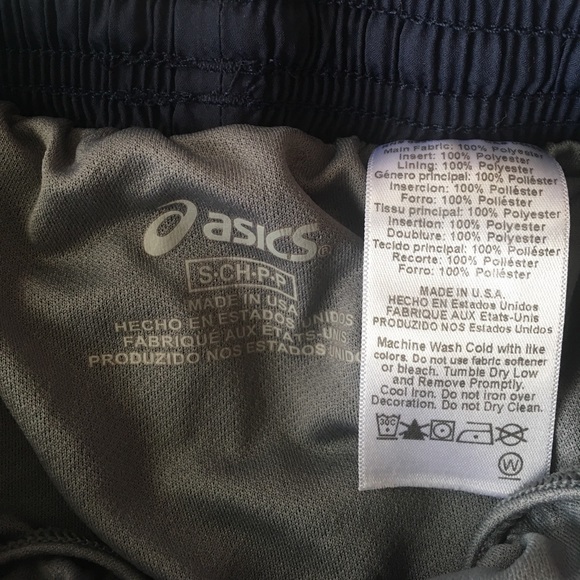 asics®
S·CH·P·P
MADE IN USA
HECHO EN ESTADOS UNIDOS
FABRIQUE AUX ETATS-UNIS
PRODUZIDO NOS ESTADOS UNIDOS
Main Fabric: 100% Polyester
Insert: 100% Polyester
Lining: 100% Polyester
Género principal: 100% Poliéster
Insercion: 100% Poliéster
Forro: 100% Poliéster
Tissu principal: 100% Polyester
Insertion: 100% Polyester
Doublure: 100% Polyester
Tecido principal: 100% Poliéster
Recorte: 100% Poliéster
Forro: 100% Poliéster
MADE IN U.S.A.
HECHO EN Estados Unidos
FABRIQUE AUX Etats-Unis
PRODUZIDO NOS Estados Unidos
Machine Wash Cold with like
colors. Do not use fabric softener
or bleach. Tumble Dry Low
and Remove Promptly.
Cool Iron. Do not iron over
Decoration. Do not Dry Clean.
30C
W